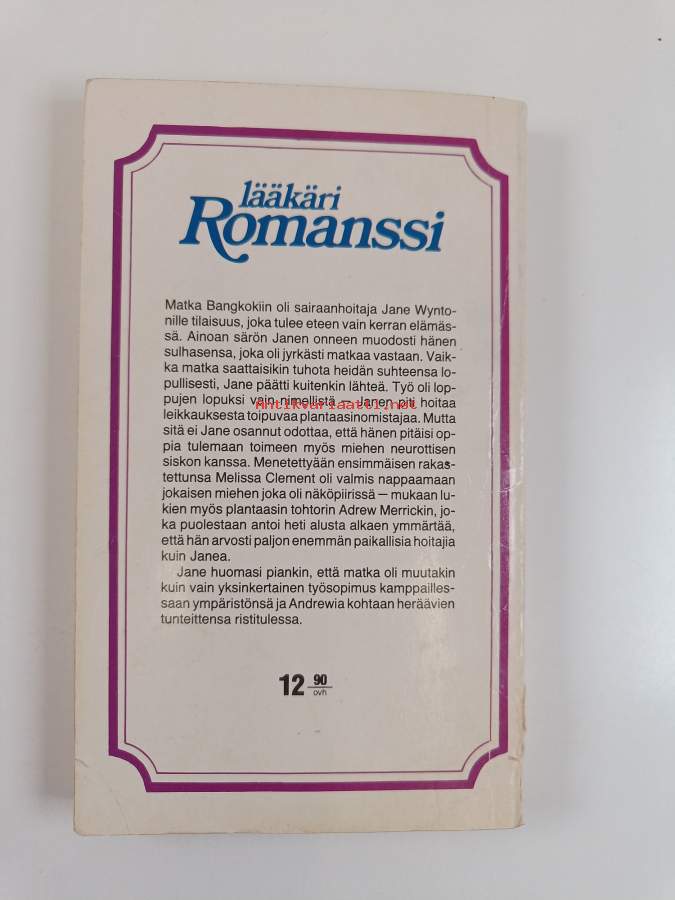 lääkäri
Romanssi
Matka Bangkokiin oli sairaanhoitaja Jane Wynto-
nille tilaisuus, joka tulee eteen vain kerran elämäs-
sä. Ainoan särön Janen onneen muodosti hänen
sulhasensa, joka oli jyrkästi matkaa vastaan. Vaik-
ka matka saattaisikin tuhota heidän suhteensa lo-
pullisesti, Jane päätti kuitenkin lähteä. Työ oli lop-
pujen lopuksi vain nimellistä — Janen piti hoitaa
Antikvariaatti.net
leikkauksesta toipuvaa plantaasinomistajaa. Mutta
sitä ei Jane osannut odottaa, että hänen pitäisi op-
pia tulemaan toimeen myös miehen neurottisen
siskon kanssa. Menetettyään ensimmäisen rakas-
tettunsa Melissa Clement oli valmis nappaamaan
jokaisen miehen joka oli näköpiirissä — mukaan lu-
kien myös plantaasin tohtorin Adrew Merrickin, jo-
ka puolestaan antoi heti alusta alkaen ymmärtää,
että hän arvosti paljon enemmän paikallisia hoitajia
kuin Janea.
Jane huomasi piankin, että matka oli muutakin
kuin vain yksinkertainen työsopimus kamppailles-
saan ympäristönsä ja Andrewia kohtaan heräävien
tunteittensa ristitulessa.
12 90
ovh